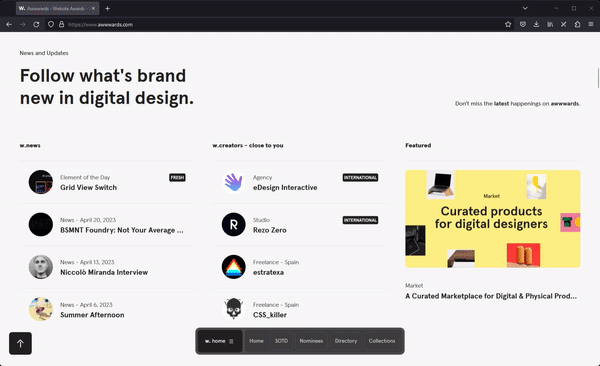 w. Awwwards - Website Awards -
https://www.awwwards.com
News and Updates
Follow what's brand
new in digital design.
Don't miss the latest happenings on awwwards.
w.news
w.creators – close to you
Featured
Element of the Day
Grid View Switch
FRESH
News - April 20, 2023
BSMNT Foundry: Not Your Average ...
News - April 13, 2023
Niccolò Miranda Interview
News - April 6, 2023
Summer Afternoon
Agency
eDesign Interactive
INTERNATIONAL
Studio
Rezo Zero
INTERNATIONAL
R
Freelance - Spain
estratexa
Freelance - Spain
CSS_killer
Market
Curated products
for digital designers
Market
A Curated Marketplace for Digital & Physical Prod...
w. home
Home
SOTD
Nominees
Directory
Collections